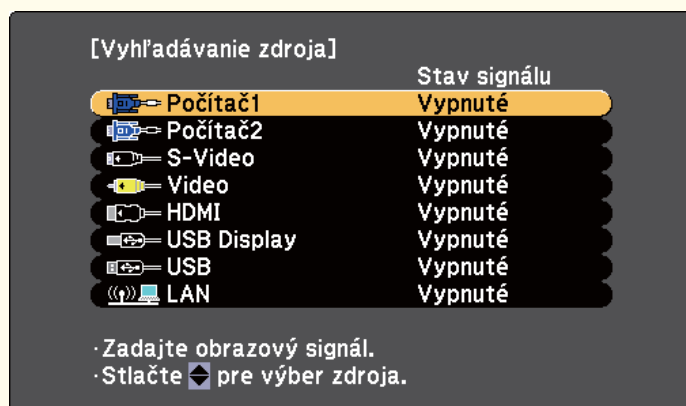 [Vyhľadávanie zdroja]
Stav signálu
Počítač1 Vypnuté
Počítač2 Vypnuté
S-Video Vypnuté
Video Vypnuté
HDMI Vypnuté
USB Display Vypnuté
USB Vypnuté
LAN Vypnuté
·Zadajte obrazový signál.
·Stlačte pre výber zdroja.